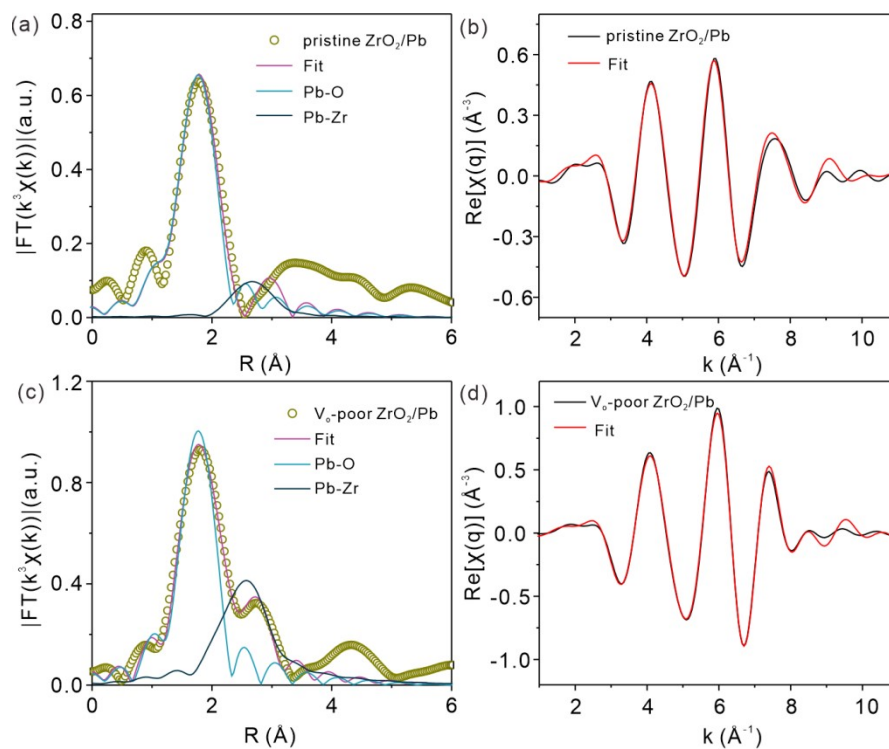 (a)
|FT(k³χ(k))|(a.u.)
0.8
0.6
0.4
0.2
0.0
pristine ZrO₂/Pb
Fit
Pb-O
Pb-Zr
0 2 4 6
R (Å)
(b)
Re[χ(q)] (Å⁻³)
0.6
0.3
0.0
-0.3
-0.6
pristine ZrO₂/Pb
Fit
2 4 6 8 10
k (Å⁻¹)
(c)
|FT(k³χ(k))|(a.u.)
1.2
0.8
0.4
0.0
Vₒ-poor ZrO₂/Pb
Fit
Pb-O
Pb-Zr
0 2 4 6
R (Å)
(d)
Re[χ(q)] (Å⁻³)
1.0
0.5
0.0
-0.5
-1.0
Vₒ-poor ZrO₂/Pb
Fit
2 4 6 8 10
k (Å⁻¹)